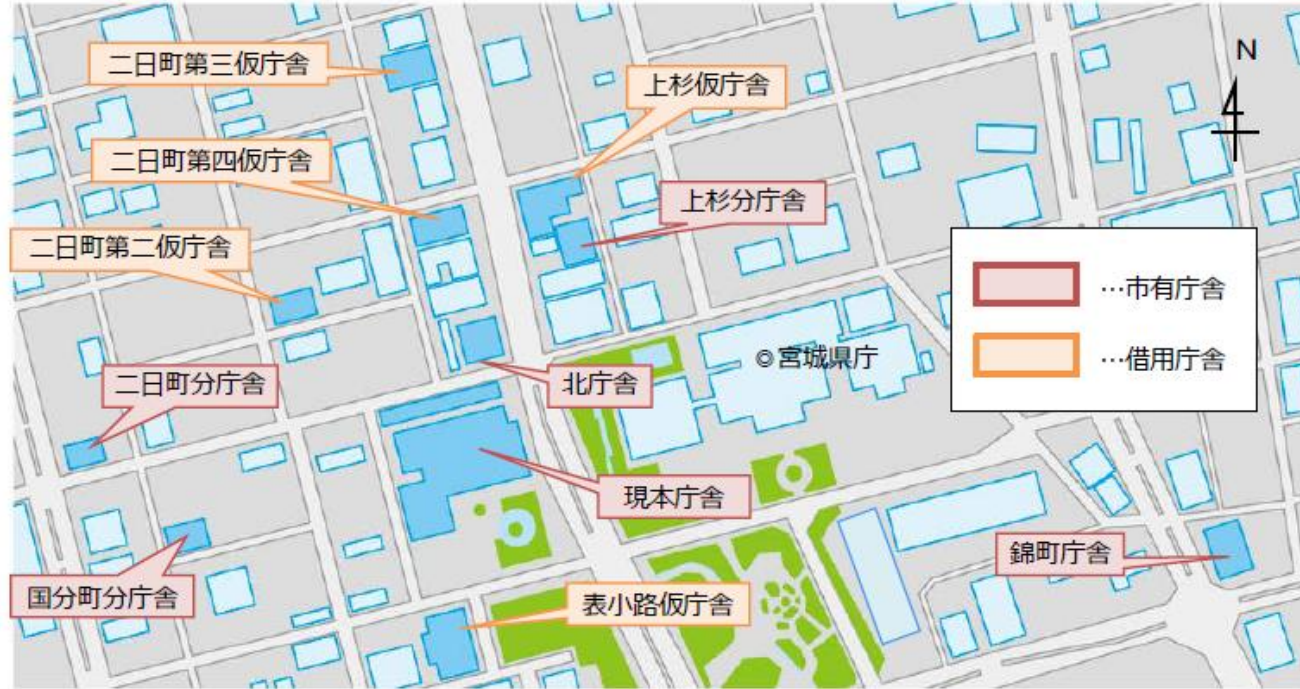 二日町第三仮庁舎
N
上杉仮庁舎
二日町第四仮庁舎
上杉分庁舎
二日町第二仮庁舎
…市有庁舎
◎宮城県庁
…借用庁舎
二日町分庁舎
北庁舎
現本庁舎
錦町庁舎
国分町分庁舎
表小路仮庁舎